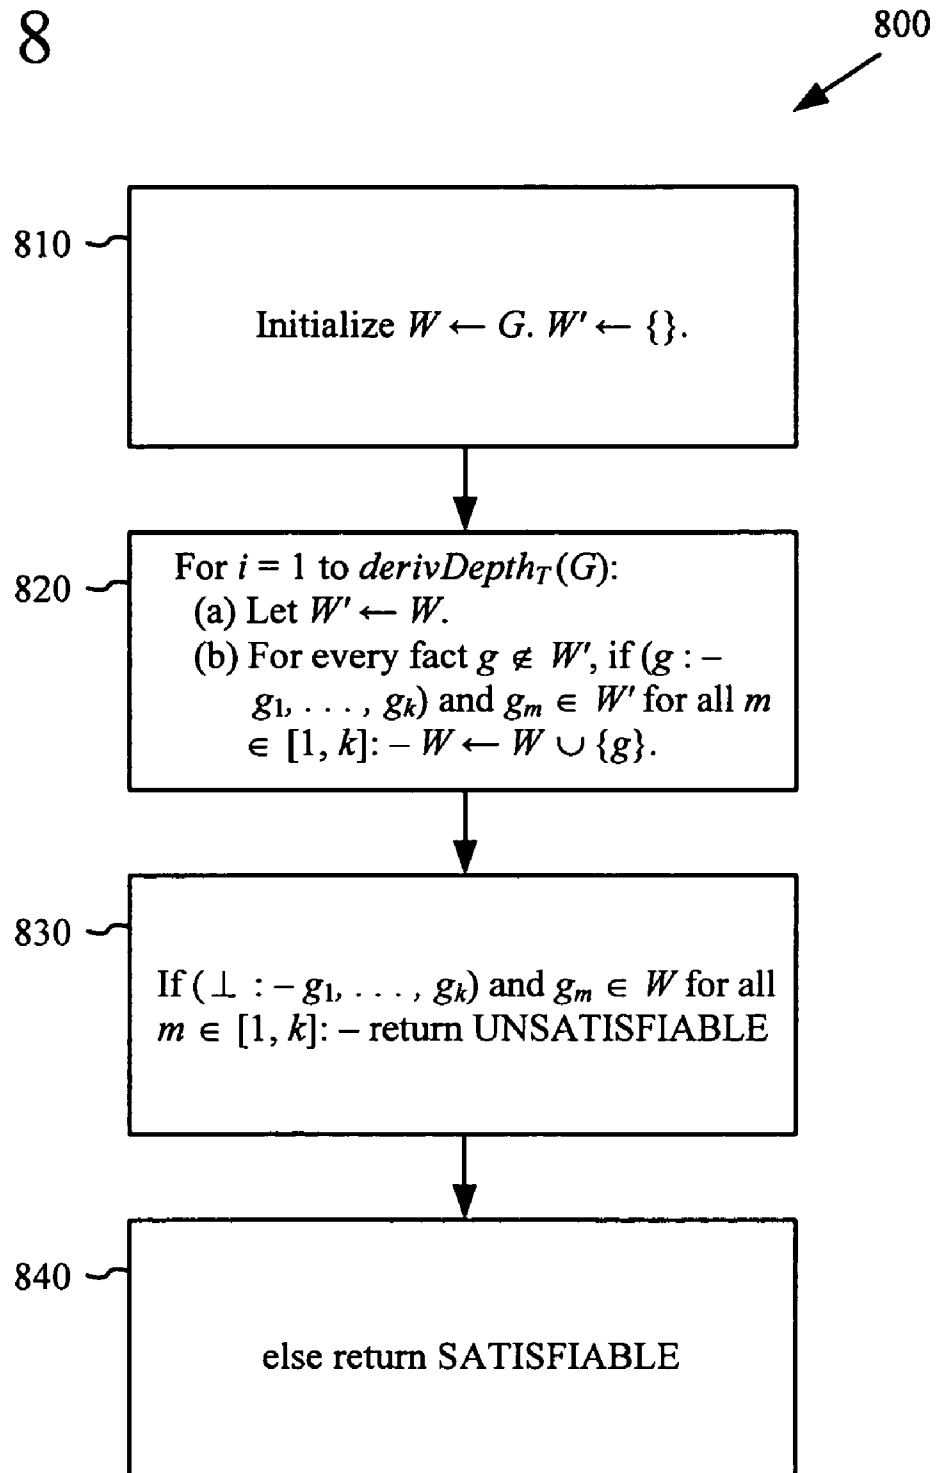 8
800
810
Initialize W ← G. W' ← {}.
820
For i = 1 to derivDepth_T(G):
(a) Let W' ← W.
(b) For every fact g ∉ W', if (g : –
g₁, . . . , gₖ) and gₘ ∈ W' for all m
∈ [1, k]: – W ← W ∪ {g}.
830
If (⊥ : – g₁, . . . , gₖ) and gₘ ∈ W for all
m ∈ [1, k]: – return UNSATISFIABLE
840
else return SATISFIABLE